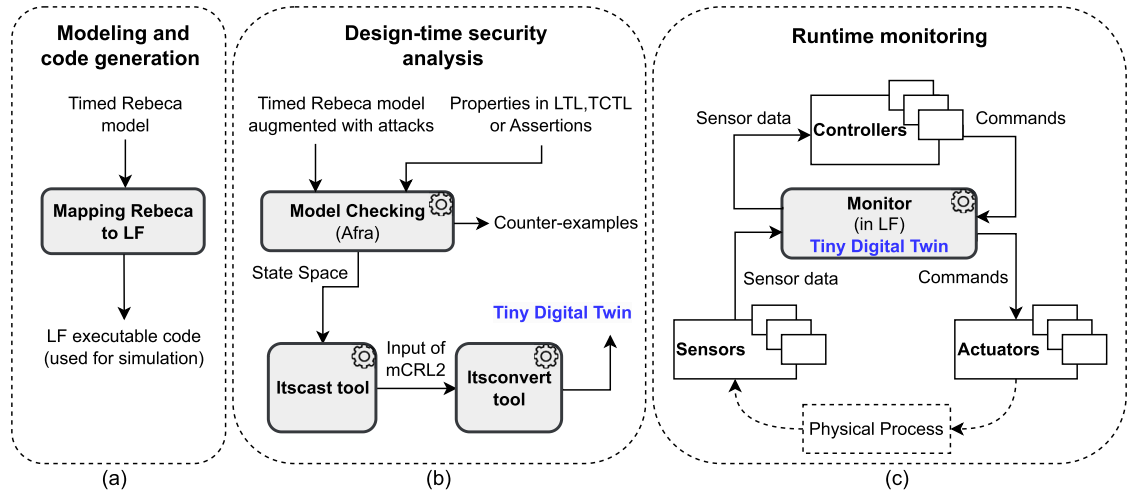 Modeling and
code generation
Timed Rebeca
model
Mapping Rebeca
to LF
LF executable code
(used for simulation)
(a)
Design-time security
analysis
Timed Rebeca model
augmented with attacks
Properties in LTL,TCTL
or Assertions
Model Checking
(Afra)
Counter-examples
State Space
Tiny Digital Twin
Input of
mCRL2
ltscast tool
ltsconvert
tool
(b)
Runtime monitoring
Sensor data
Controllers
Commands
Monitor
(in LF)
Tiny Digital Twin
Sensor data
Commands
Sensors
Actuators
Physical Process
(c)